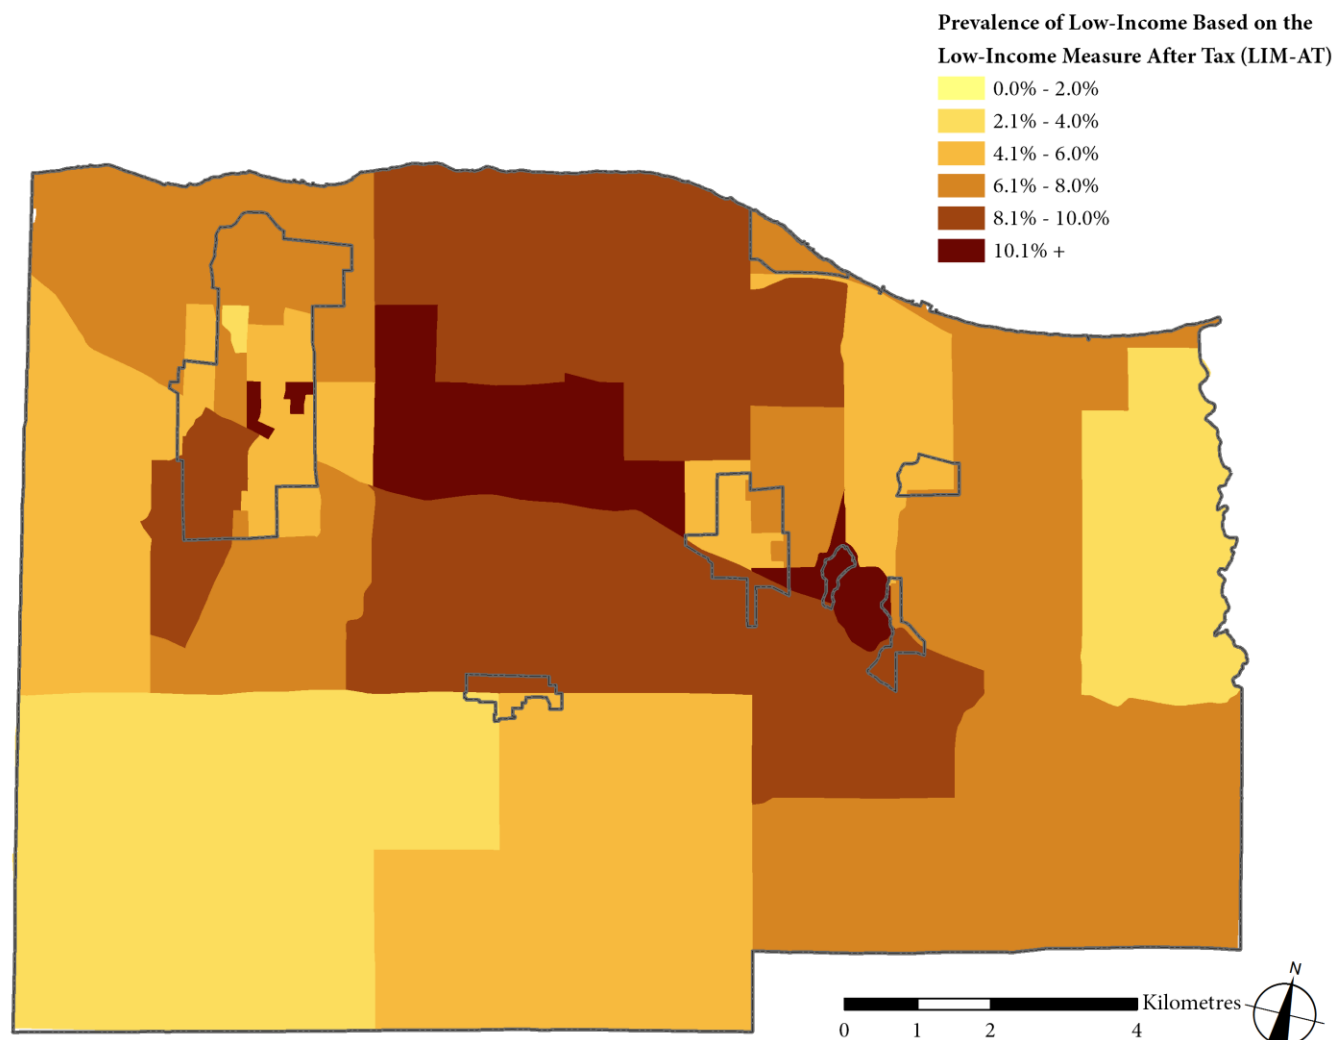 Prevalence of Low-Income Based on the
Low-Income Measure After Tax (LIM-AT)
0.0% - 2.0%
2.1% - 4.0%
4.1% - 6.0%
6.1% - 8.0%
8.1% - 10.0%
10.1% +
N
Kilometres
0 1 2 4